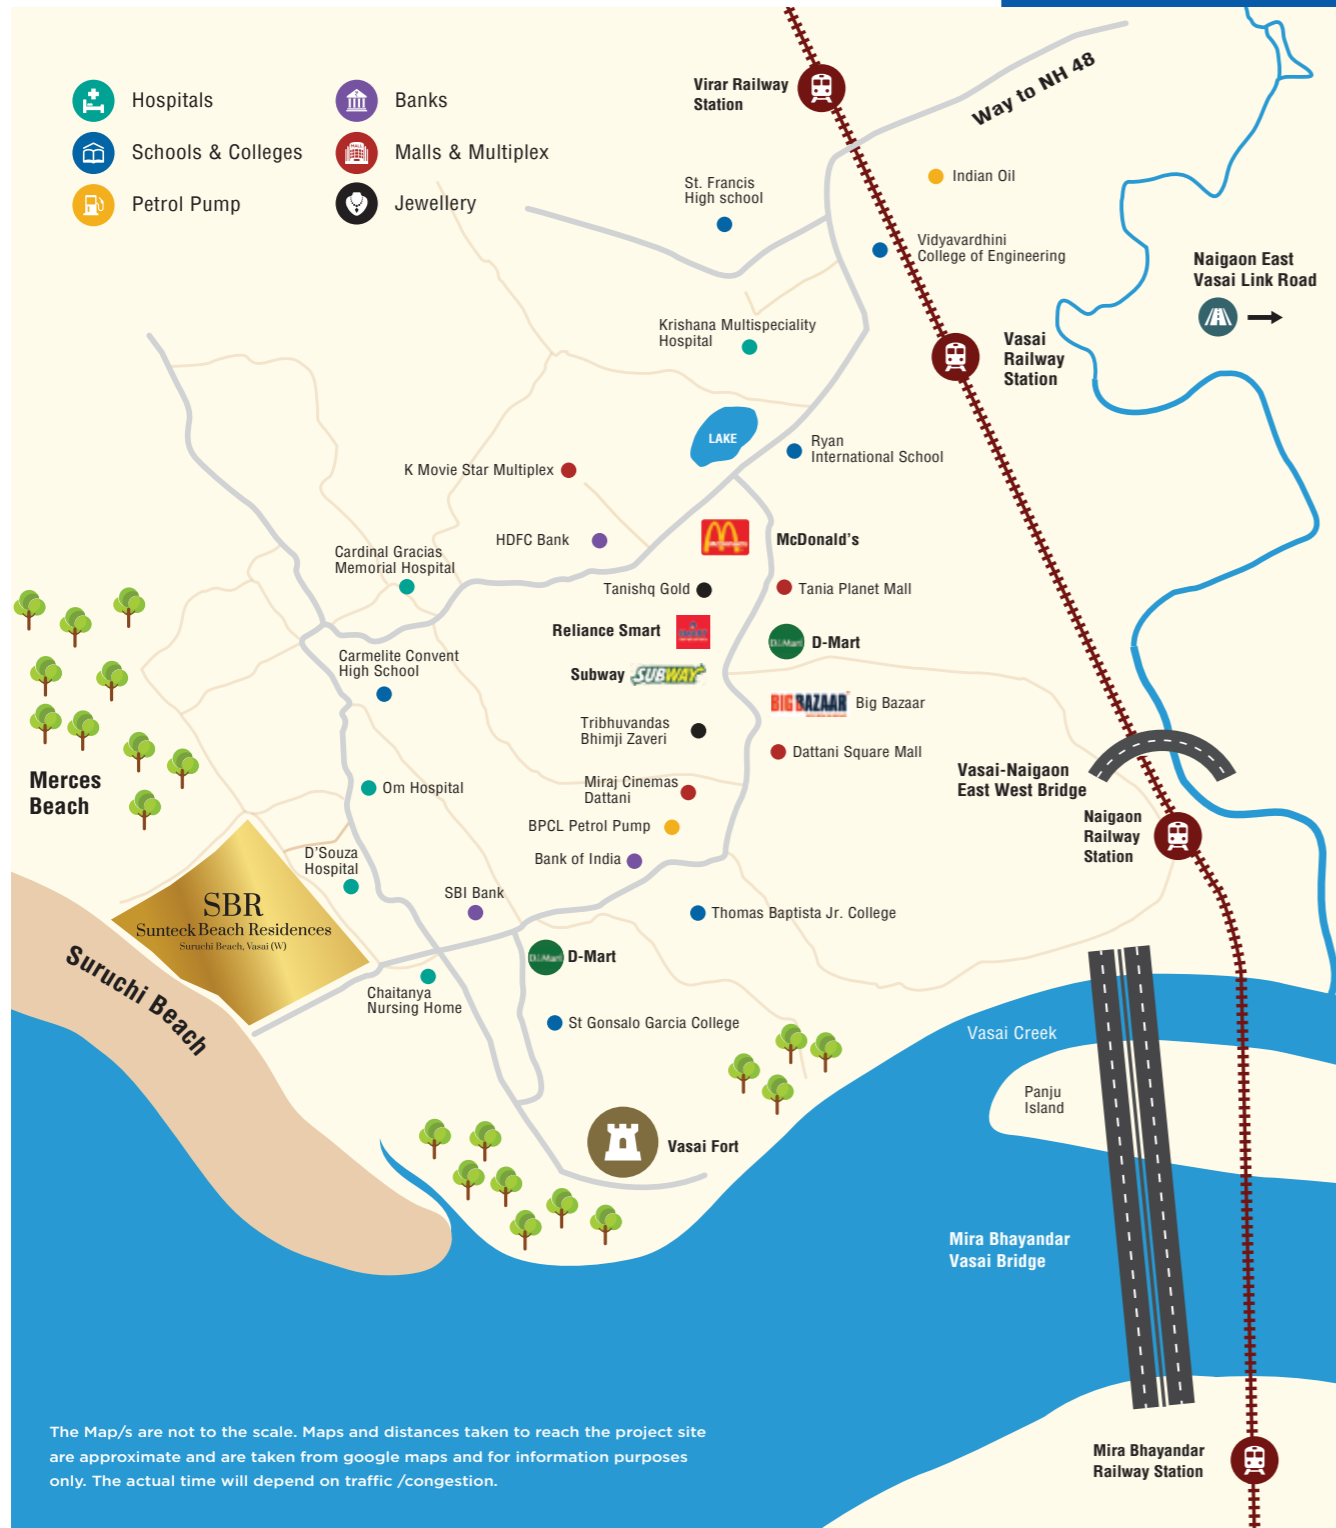 Hospitals
Banks
Schools & Colleges
Malls & Multiplex
Petrol Pump
Jewellery
Virar Railway
Station
Way to NH 48
Indian Oil
St. Francis
High school
Vidyavardhini
College of Engineering
Naigaon East
Vasai Link Road
Krishana Multispeciality
Hospital
Vasai
Railway
Station
LAKE
Ryan
International School
K Movie Star Multiplex
HDFC Bank
McDonald's
Cardinal Gracias
Memorial Hospital
Tanishq Gold
Tania Planet Mall
Reliance Smart
D-Mart
Carmelite Convent
High School
Subway
SUBWAY
BIG BAZAAR
Big Bazaar
Tribhuvandas
Bhimji Zaveri
Dattani Square Mall
Merces
Beach
Om Hospital
Miraj Cinemas
Dattani
Vasai-Naigaon
East West Bridge
BPCL Petrol Pump
Naigaon
Railway
Station
D'Souza
Hospital
Bank of India
SBI Bank
SBR
Sunteck Beach Residences
Suruchi Beach, Vasai (W)
Thomas Baptista Jr. College
D-Mart
Suruchi Beach
Chaitanya
Nursing Home
St Gonsalo Garcia College
Vasai Creek
Panju
Island
Vasai Fort
Mira Bhayandar
Vasai Bridge
The Map/s are not to the scale. Maps and distances taken to reach the project site
are approximate and are taken from google maps and for information purposes
only. The actual time will depend on traffic /congestion.
Mira Bhayandar
Railway Station